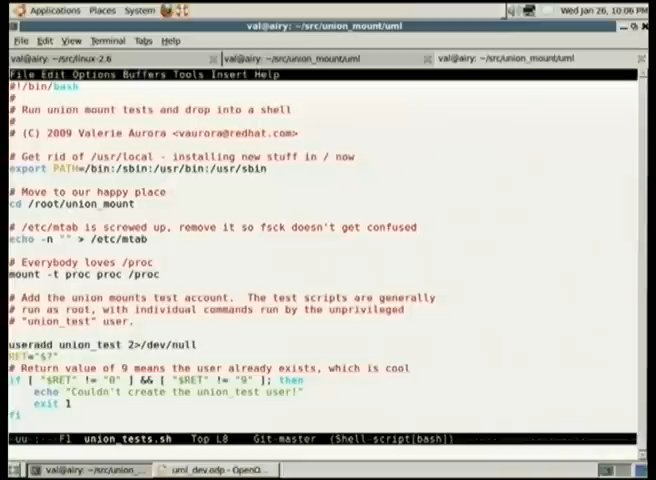 Applications Places System
Wed Jan 26, 10:06 PM
val@airy: ~/src/union_mount/uml
File Edit View Terminal Tabs Help
val@airy: ~/src/linux-2.6
val@airy: ~/src/union_mount/uml
val@airy: ~/src/union_mount/uml
File Edit Options Buffers Tools Insert Help
#!/bin/bash
#
# Run union mount tests and drop into a shell
#
# (C) 2009 Valerie Aurora <vaurora@redhat.com>
# Get rid of /usr/local - installing new stuff in / now
export PATH=/bin:/sbin:/usr/bin:/usr/sbin
# Move to our happy place
cd /root/union_mount
# /etc/mtab is screwed up, remove it so fsck doesn't get confused
echo -n "" > /etc/mtab
# Everybody loves /proc
mount -t proc proc /proc
# Add the union mounts test account.  The test scripts are generally
# run as root, with individual commands run by the unprivileged
# "union_test" user.
useradd union_test 2>/dev/null
RET="$?"
# Return value of 9 means the user already exists, which is cool
if [ "$RET" != "0" ] && [ "$RET" != "9" ]; then
    echo "Couldn't create the union_test user!"
    exit 1
fi
-uu-:---F1  union_tests.sh   Top L8    Git-master  (Shell-script[bash])
val@airy: ~/src/union_...
uml_dev.odp - OpenO...